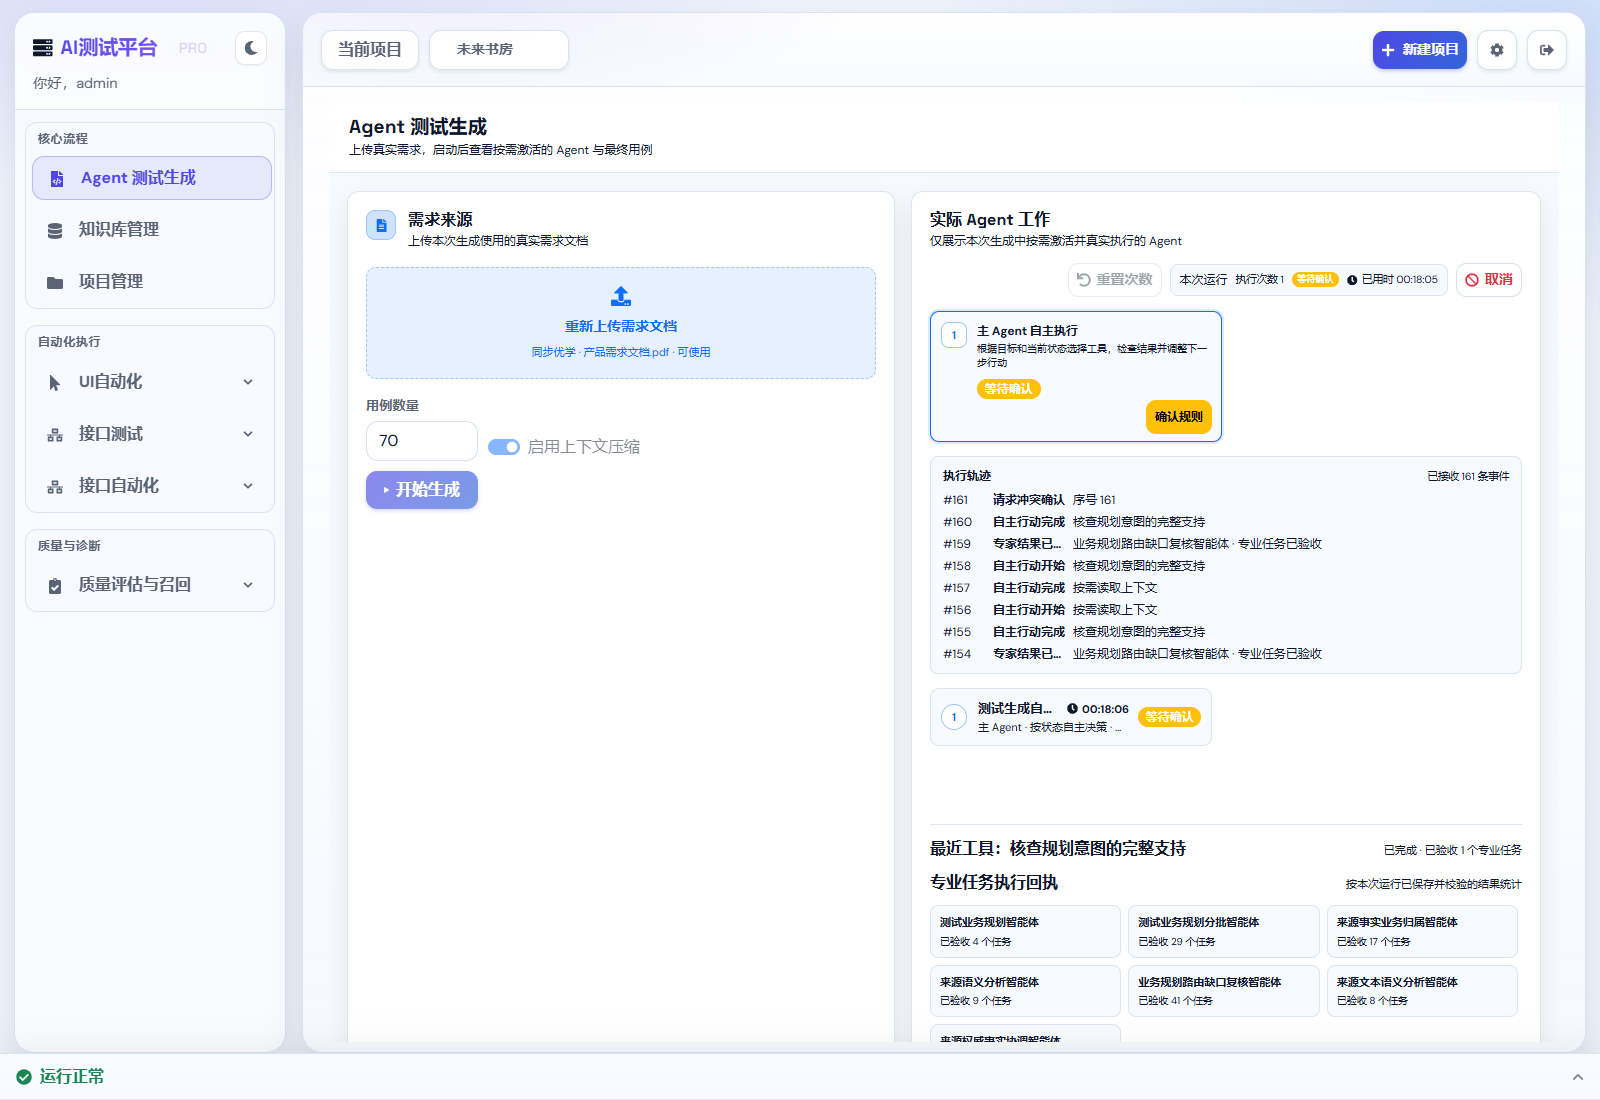 AI测试平台 PRO
你好，admin
核心流程
Agent 测试生成
知识库管理
项目管理
自动化执行
UI自动化
接口测试
接口自动化
质量与诊断
质量评估与召回
当前项目
未来书房
新建项目
Agent 测试生成
上传真实需求，启动后查看按需激活的 Agent 与最终用例
需求来源
上传本次生成使用的真实需求文档
重新上传需求文档
同步优学 · 产品需求文档.pdf · 可使用
用例数量
70
启用上下文压缩
开始生成
实际 Agent 工作
仅展示本次生成中按需激活并真实执行的 Agent
重置次数
本次运行 执行次数 1 等待确认 已用时 00:18:05
取消
1
主 Agent 自主执行
根据目标和当前状态选择工具，检查结果并调整下一
步行动
等待确认
确认规则
执行轨迹 已接收 161 条事件
#161 请求冲突确认 序号 161
#160 自主行动完成 核查规划意图的完整支持
#159 专家结果已... 业务规划路由缺口复核智能体 · 专业任务已验收
#158 自主行动开始 核查规划意图的完整支持
#157 自主行动完成 按需读取上下文
#156 自主行动开始 按需读取上下文
#155 自主行动完成 核查规划意图的完整支持
#154 专家结果已... 业务规划路由缺口复核智能体 · 专业任务已验收
1
测试生成自... 00:18:06
主 Agent · 按状态自主决策 · ...
等待确认
最近工具：核查规划意图的完整支持 已完成 · 已验收 1 个专业任务
专业任务执行回执 按本次运行已保存并校验的结果统计
测试业务规划智能体
已验收 4 个任务
测试业务规划分批智能体
已验收 29 个任务
来源事实业务归属智能体
已验收 17 个任务
来源语义分析智能体
已验收 9 个任务
业务规划路由缺口复核智能体
已验收 41 个任务
来源文本语义分析智能体
已验收 8 个任务
来源权威事实协调智能体
运行正常